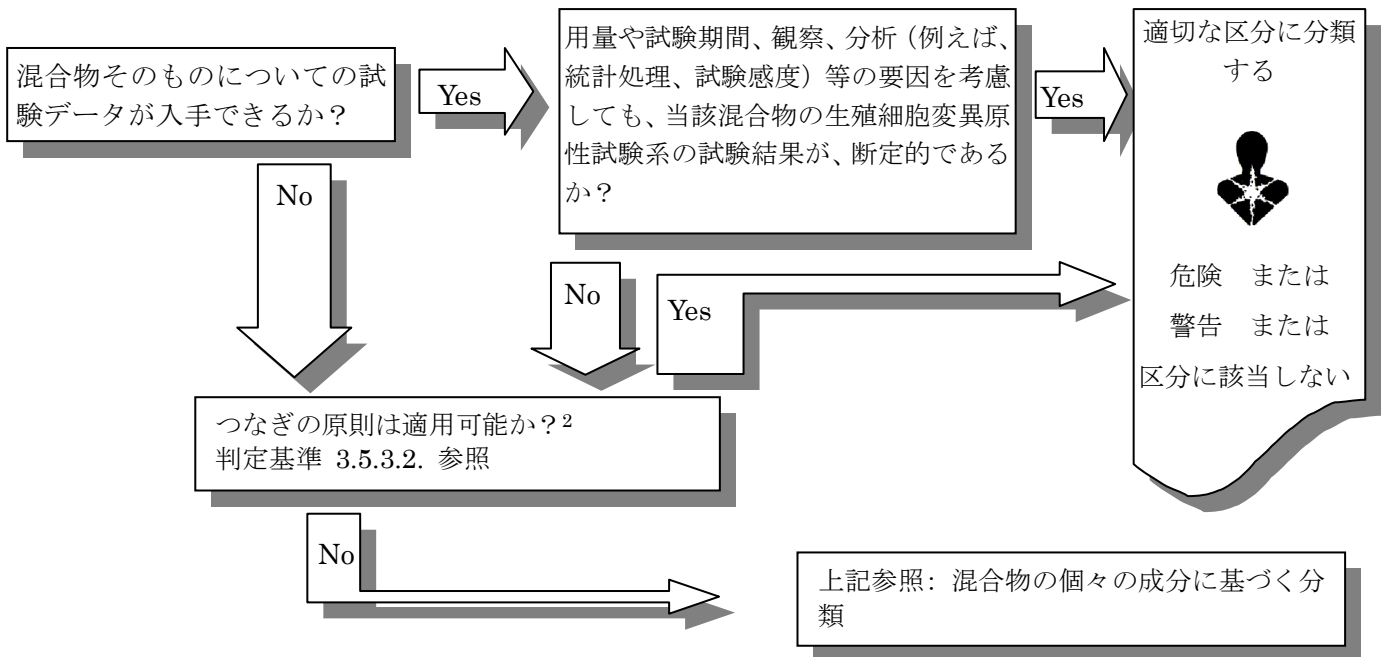 混合物そのものについての試
験データが入手できるか？
Yes
用量や試験期間、観察、分析（例えば、
統計処理、試験感度）等の要因を考慮
しても、当該混合物の生殖細胞変異原
性試験系の試験結果が、断定的である
か？
Yes
適切な区分に分類
する
危険　または
警告　または
区分に該当しない
No
No
Yes
つなぎの原則は適用可能か？2
判定基準 3.5.3.2. 参照
No
上記参照: 混合物の個々の成分に基づく分
類